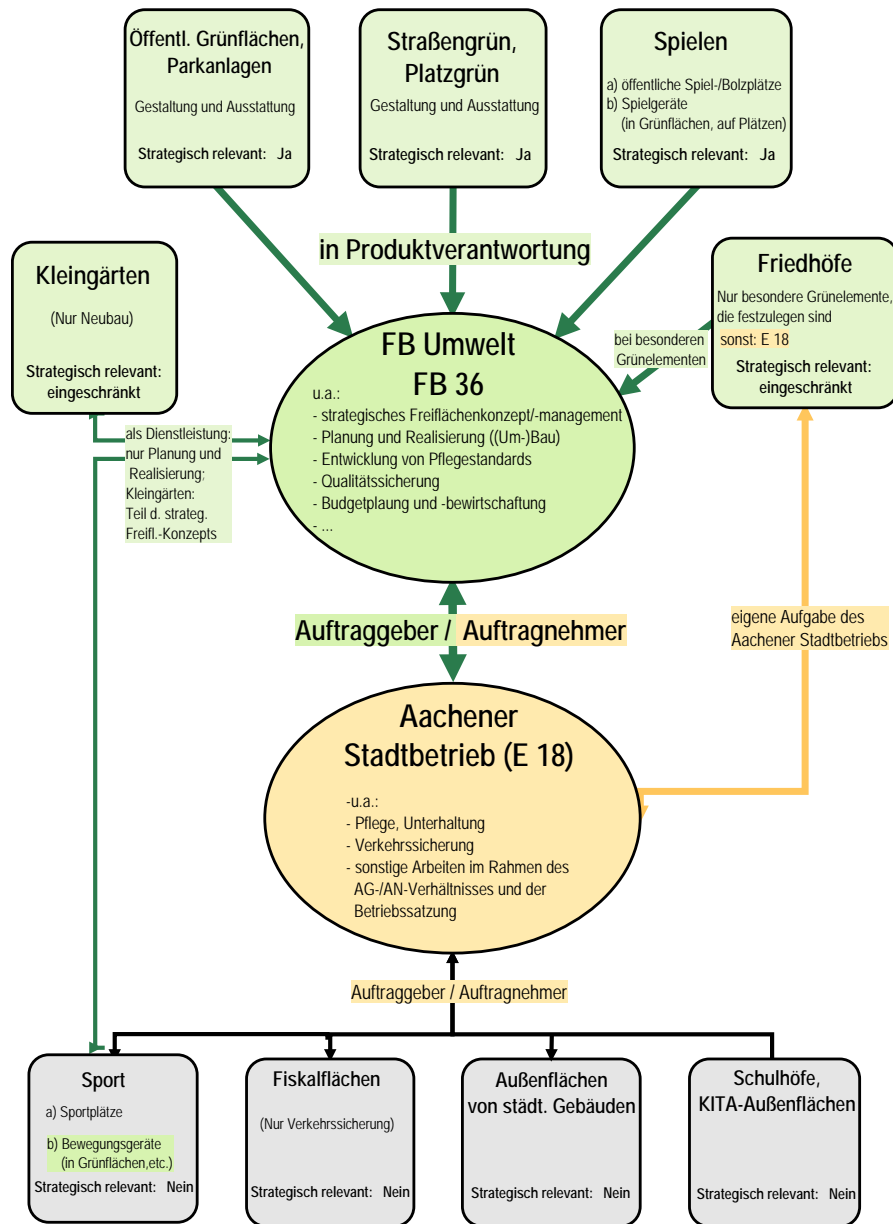 Öffentl. Grünflächen,
Parkanlagen
Gestaltung und Ausstattung
Strategisch relevant: Ja
Straßengrün,
Platzgrün
Gestaltung und Ausstattung
Strategisch relevant: Ja
Spielen
a) öffentliche Spiel-/Bolzplätze
b) Spielgeräte
(in Grünflächen, auf Plätzen)
Strategisch relevant: Ja
in Produktverantwortung
Kleingärten
(Nur Neubau)
Strategisch relevant:
eingeschränkt
Friedhöfe
Nur besondere Grünelemente,
die festzulegen sind
sonst: E 18
Strategisch relevant:
eingeschränkt
bei besonderen
Grünelementen
FB Umwelt
FB 36
u.a.:
- strategisches Freiflächenkonzept/-management
- Planung und Realisierung ((Um-)Bau)
- Entwicklung von Pflegestandards
- Qualitätssicherung
- Budgetplaung und -bewirtschaftung
- ...
als Dienstleistung:
nur Planung und
Realisierung;
Kleingärten:
Teil d. strateg.
Freifl.-Konzepts
Auftraggeber / Auftragnehmer
eigene Aufgabe des
Aachener Stadtbetriebs
Aachener
Stadtbetrieb (E 18)
-u.a.:
- Pflege, Unterhaltung
- Verkehrssicherung
- sonstige Arbeiten im Rahmen des
AG-/AN-Verhältnisses und der
Betriebssatzung
Auftraggeber / Auftragnehmer
Sport
a) Sportplätze
b) Bewegungsgeräte
(in Grünflächen,etc.)
Strategisch relevant: Nein
Fiskalflächen
(Nur Verkehrssicherung)
Strategisch relevant: Nein
Außenflächen
von städt. Gebäuden
Strategisch relevant: Nein
Schulhöfe,
KITA-Außenflächen
Strategisch relevant: Nein